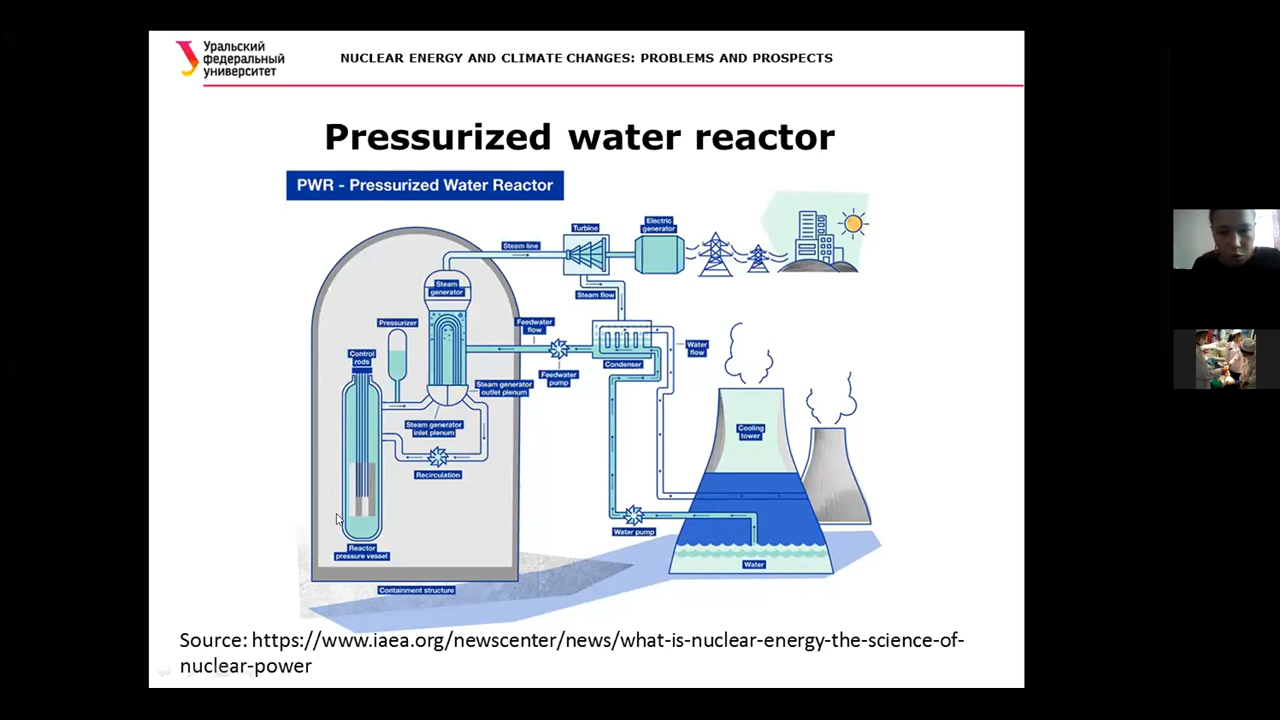 Уральский
федеральный
университет
NUCLEAR ENERGY AND CLIMATE CHANGES: PROBLEMS AND PROSPECTS
Pressurized water reactor
PWR - Pressurized Water Reactor
Turbine
Electric
generator
Steam line
Steam
generator
Steam flow
Pressurizer
Feedwater
flow
Control
rods
Water
flow
Condenser
Feedwater
pump
Steam generator
outlet plenum
Steam generator
inlet plenum
Cooling
tower
Recirculation
Water pump
Reactor
pressure vessel
Water
Containment structure
Source: https://www.iaea.org/newscenter/news/what-is-nuclear-energy-the-science-of-
nuclear-power